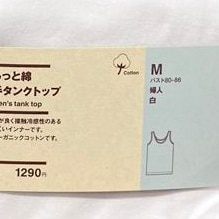 っと綿
タンクトップ
en's tank top
が良く接触冷感性のある
くいインナーです。
ーガニックコットンです。
1290円
Cotton
M
バスト80-86
婦人
白